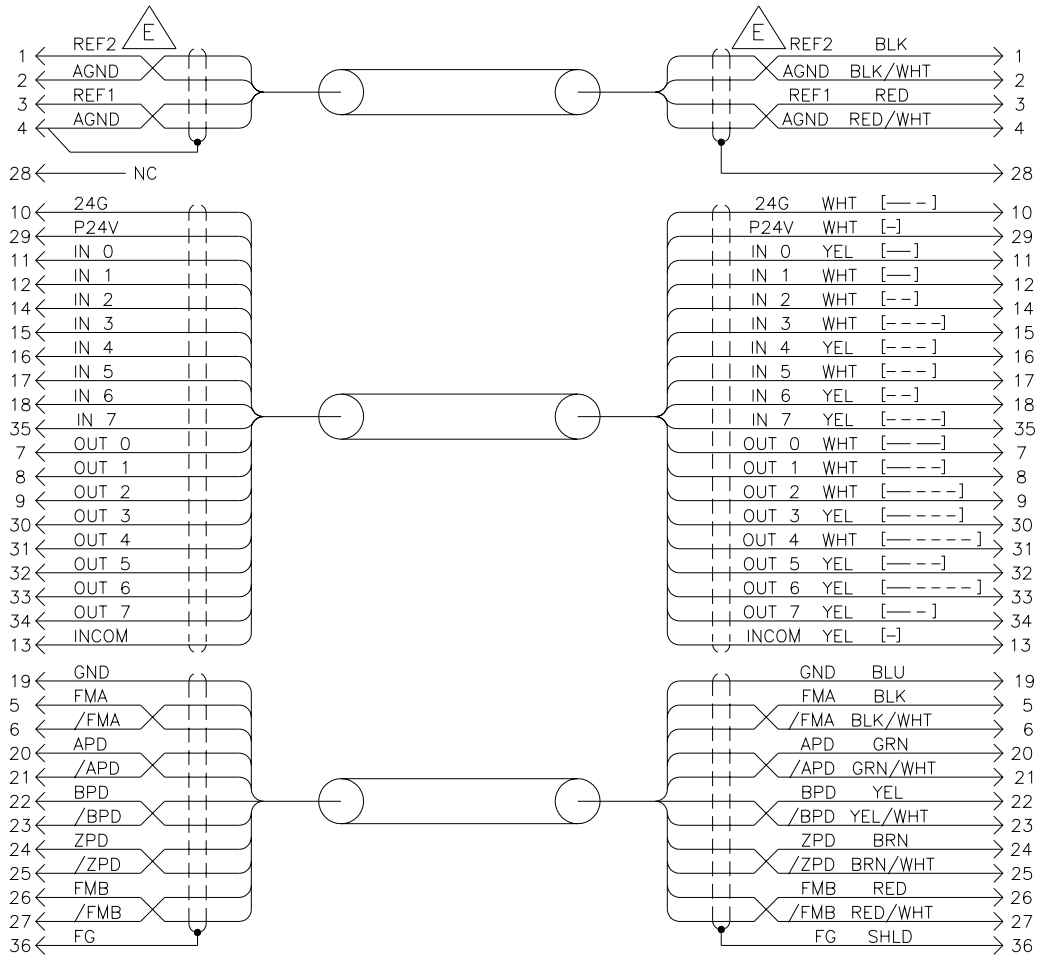 E E
1 REF2 REF2 BLK 1
2 AGND AGND BLK/WHT 2
3 REF1 REF1 RED 3
4 AGND AGND RED/WHT 4
28 NC 28
10 24G 24G WHT [—– –] 10
29 P24V P24V WHT [–] 29
11 IN 0 IN 0 YEL [—–] 11
12 IN 1 IN 1 WHT [—–] 12
14 IN 2 IN 2 WHT [– –] 14
15 IN 3 IN 3 WHT [– – – –] 15
16 IN 4 IN 4 YEL [– – –] 16
17 IN 5 IN 5 WHT [– – –] 17
18 IN 6 IN 6 YEL [– –] 18
35 IN 7 IN 7 YEL [– – – –] 35
7 OUT 0 OUT 0 WHT [—– —–] 7
8 OUT 1 OUT 1 WHT [—– – –] 8
9 OUT 2 OUT 2 WHT [—– – – –] 9
30 OUT 3 OUT 3 YEL [—– – – –] 30
31 OUT 4 OUT 4 WHT [—– – – – –] 31
32 OUT 5 OUT 5 YEL [—– – –] 32
33 OUT 6 OUT 6 YEL [—– – – – –] 33
34 OUT 7 OUT 7 YEL [—– –] 34
13 INCOM INCOM YEL [–] 13
19 GND GND BLU 19
5 FMA FMA BLK 5
6 /FMA /FMA BLK/WHT 6
20 APD APD GRN 20
21 /APD /APD GRN/WHT 21
22 BPD BPD YEL 22
23 /BPD /BPD YEL/WHT 23
24 ZPD ZPD BRN 24
25 /ZPD /ZPD BRN/WHT 25
26 FMB FMB RED 26
27 /FMB /FMB RED/WHT 27
36 FG FG SHLD 36